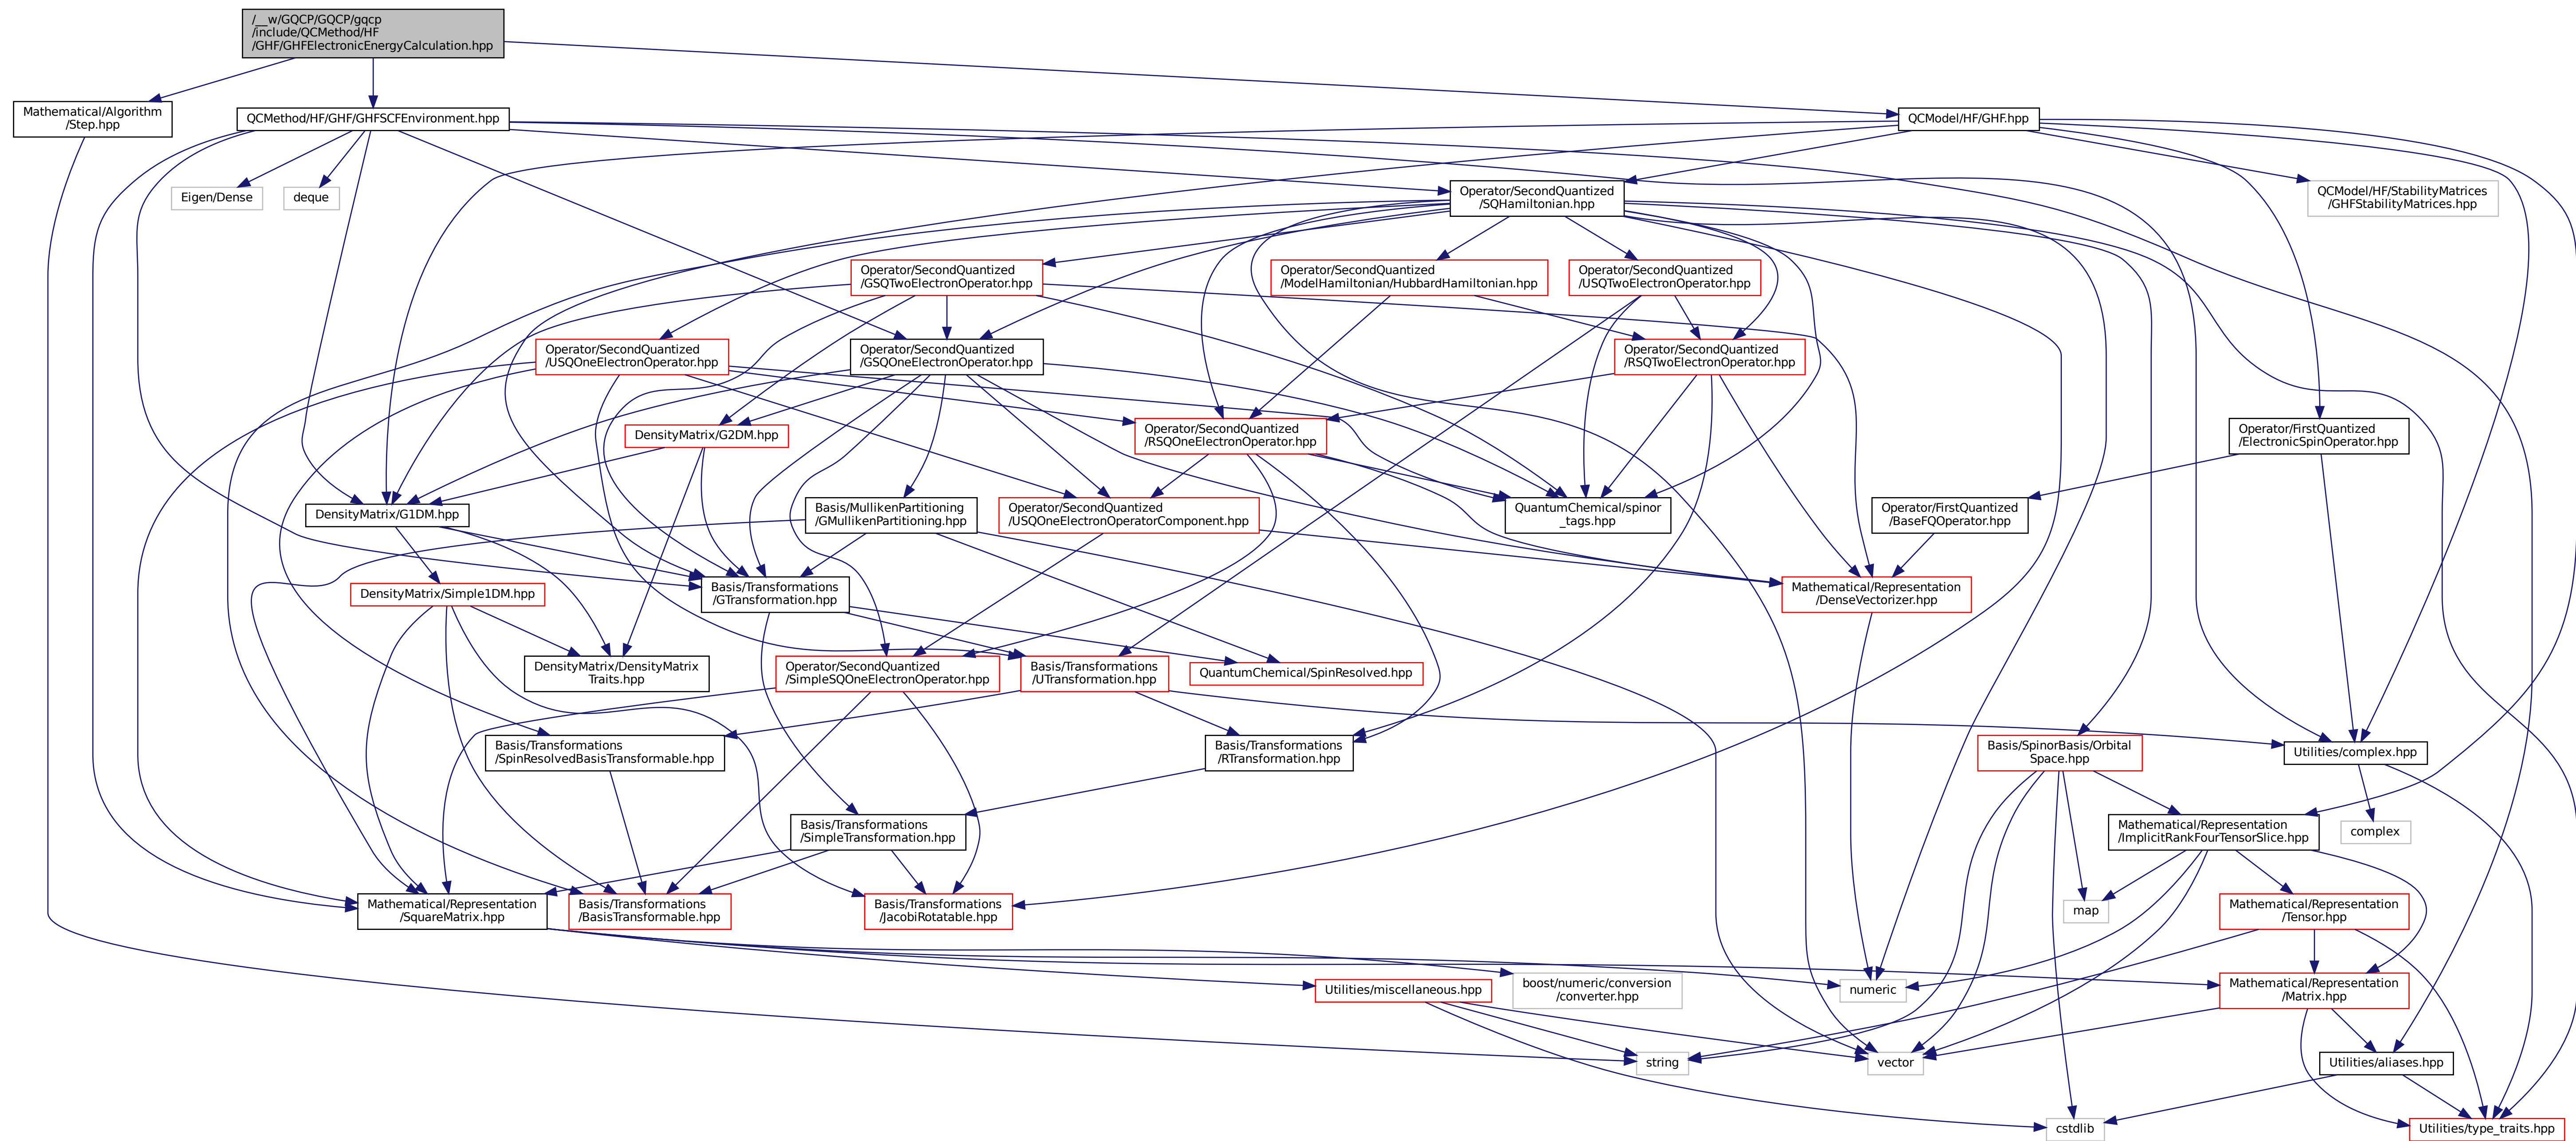 /__w/GQCP/GQCP/gqcp
/include/QCMethod/HF
/GHF/GHFElectronicEnergyCalculation.hpp
Mathematical/Algorithm
/Step.hpp
QCMethod/HF/GHF/GHFSCFEnvironment.hpp
QCModel/HF/GHF.hpp
Eigen/Dense
deque
Operator/SecondQuantized
/SQHamiltonian.hpp
QCModel/HF/StabilityMatrices
/GHFStabilityMatrices.hpp
Operator/SecondQuantized
/GSQTwoElectronOperator.hpp
Operator/SecondQuantized
/ModelHamiltonian/HubbardHamiltonian.hpp
Operator/SecondQuantized
/USQTwoElectronOperator.hpp
Operator/SecondQuantized
/USQOneElectronOperator.hpp
Operator/SecondQuantized
/GSQOneElectronOperator.hpp
Operator/SecondQuantized
/RSQTwoElectronOperator.hpp
DensityMatrix/G2DM.hpp
Operator/SecondQuantized
/RSQOneElectronOperator.hpp
Operator/FirstQuantized
/ElectronicSpinOperator.hpp
DensityMatrix/G1DM.hpp
Basis/MullikenPartitioning
/GMullikenPartitioning.hpp
Operator/SecondQuantized
/USQOneElectronOperatorComponent.hpp
QuantumChemical/spinor
_tags.hpp
Operator/FirstQuantized
/BaseFQOperator.hpp
DensityMatrix/Simple1DM.hpp
Basis/Transformations
/GTransformation.hpp
Mathematical/Representation
/DenseVectorizer.hpp
DensityMatrix/DensityMatrix
Traits.hpp
Operator/SecondQuantized
/SimpleSQOneElectronOperator.hpp
Basis/Transformations
/UTransformation.hpp
QuantumChemical/SpinResolved.hpp
Basis/Transformations
/SpinResolvedBasisTransformable.hpp
Basis/Transformations
/RTransformation.hpp
Basis/SpinorBasis/Orbital
Space.hpp
Utilities/complex.hpp
Basis/Transformations
/SimpleTransformation.hpp
Mathematical/Representation
/ImplicitRankFourTensorSlice.hpp
complex
Mathematical/Representation
/SquareMatrix.hpp
Basis/Transformations
/BasisTransformable.hpp
Basis/Transformations
/JacobiRotatable.hpp
map
Mathematical/Representation
/Tensor.hpp
Utilities/miscellaneous.hpp
boost/numeric/conversion
/converter.hpp
numeric
Mathematical/Representation
/Matrix.hpp
string
vector
Utilities/aliases.hpp
cstdlib
Utilities/type_traits.hpp